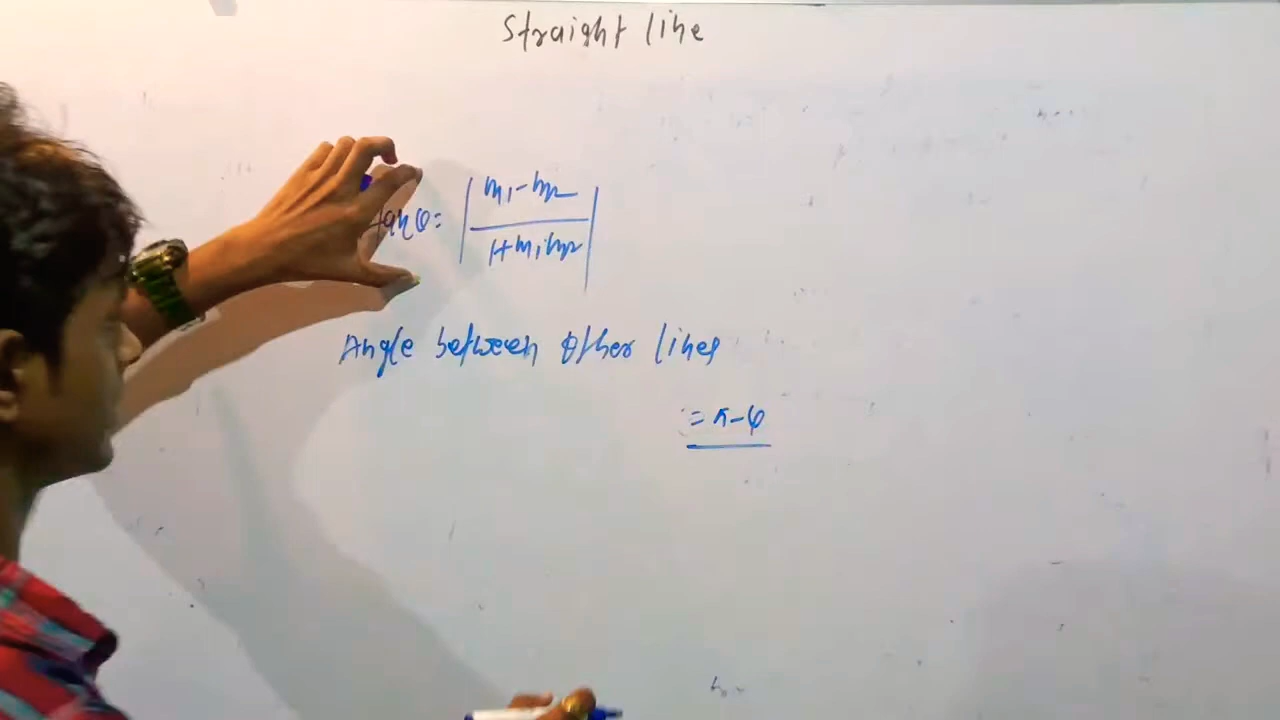 Straight line
tanθ = | m₁-m₂ / 1+m₁m₂ |
Angle between other lines
= π-φ